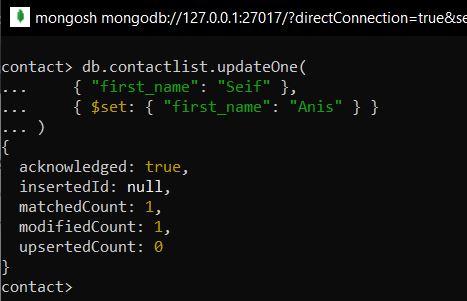 mongosh mongodb://127.0.0.1:27017/?directConnection=true&se
contact> db.contactlist.updateOne(
...     { "first_name": "Seif" },
...     { $set: { "first_name": "Anis" } }
... )
{
  acknowledged: true,
  insertedId: null,
  matchedCount: 1,
  modifiedCount: 1,
  upsertedCount: 0
}
contact>